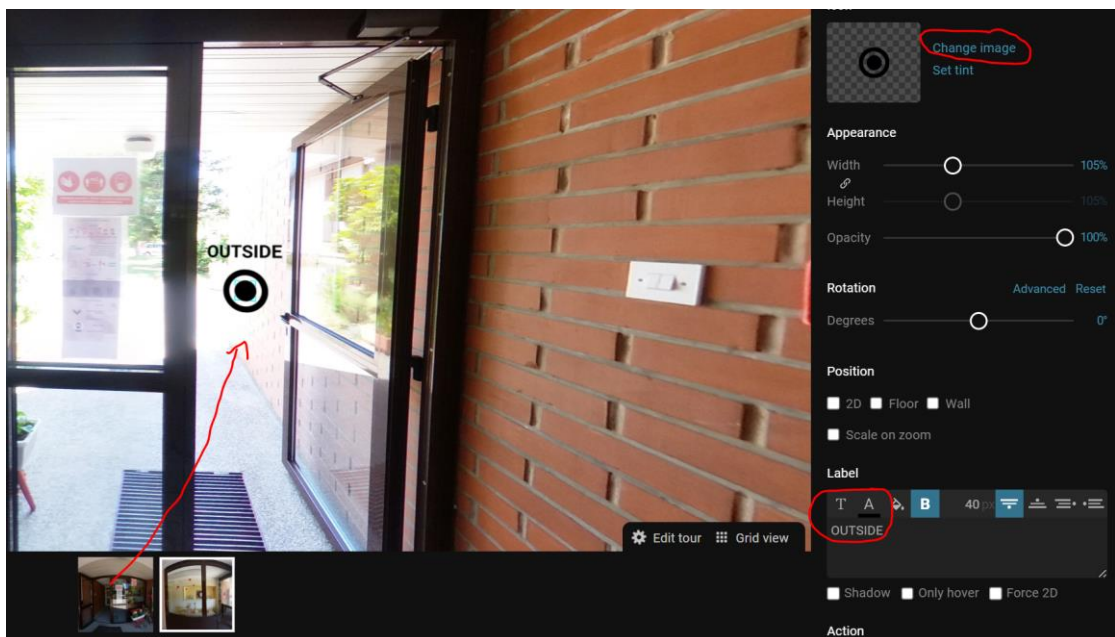 Change image
Set tint
Appearance
Width 105%
Height 105%
Opacity 100%
OUTSIDE
Rotation Advanced Reset
Degrees 0°
Position
2D Floor Wall
Scale on zoom
Label
T A B 40 px
OUTSIDE
Edit tour Grid view
Shadow Only hover Force 2D
Action